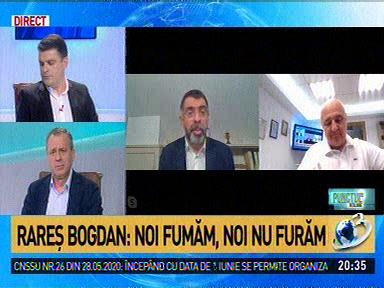 DIRECT
PUNCTUL
RAREȘ BOGDAN: NOI FUMĂM, NOI NU FURĂM
CNSSU NR.26 DIN 28.05.2020: ÎNCEPÂND CU DATA DE 1 IUNIE SE PERMITE ORGANIZA
20:35